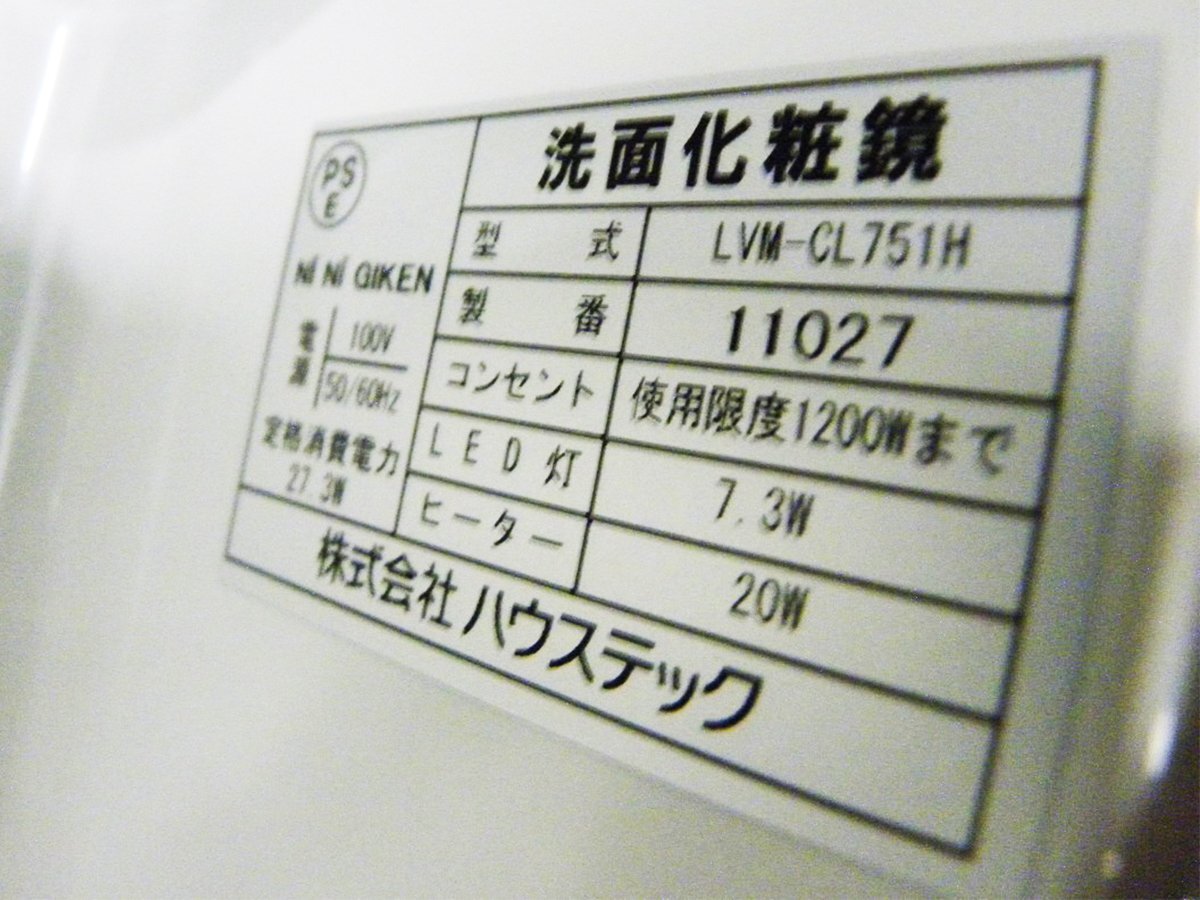 PS
E
Ni Ni GIKEN
電源 100V
50/60Hz
定格消費電力
27.3W
洗面化粧鏡
型式 LVM-CL751H
製番 11027
コンセント 使用限度1200Wまで
LED灯 7.3W
ヒーター 20W
株式会社 ハウステック